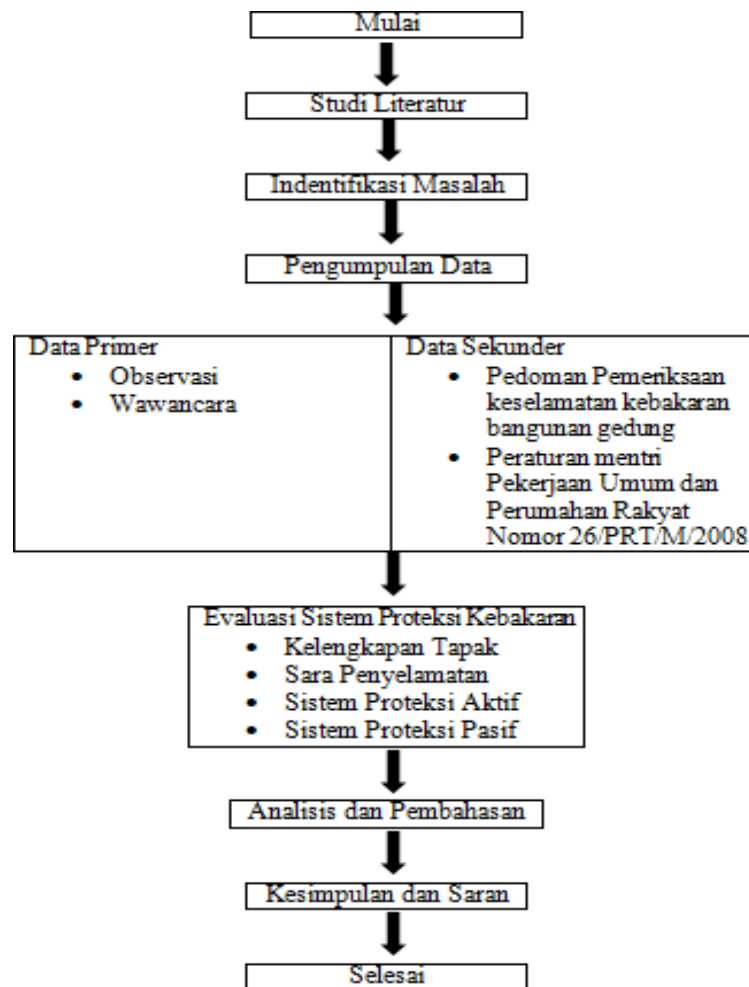 Mulai
Studi Literatur
Indentifikasi Masalah
Pengumpulan Data
Data Primer
• Observasi
• Wawancara
Data Sekunder
• Pedoman Pemeriksaan
keselamatan kebakaran
bangunan gedung
• Peraturan mentri
Pekerjaan Umum dan
Perumahan Rakyat
Nomor 26/PRT/M/2008
Evaluasi Sistem Proteksi Kebakaran
• Kelengkapan Tapak
• Sara Penyelamatan
• Sistem Proteksi Aktif
• Sistem Proteksi Pasif
Analisis dan Pembahasan
Kesimpulan dan Saran
Selesai